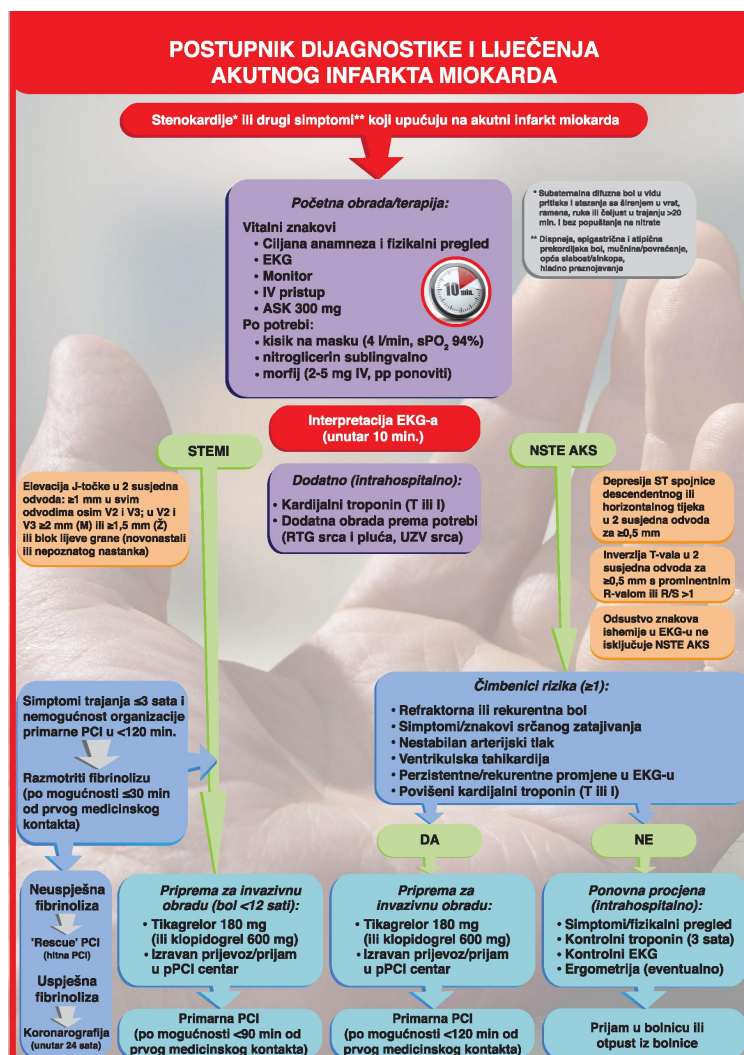 POSTUPNIK DIJAGNOSTIKE I LIJEČENJA
AKUTNOG INFARKTA MIOKARDA
Stenokardije* ili drugi simptomi** koji upućuju na akutni infarkt miokarda
Početna obrada/terapija:
Vitalni znakovi
• Ciljana anamneza i fizikalni pregled
• EKG
• Monitor
• IV pristup
• ASK 300 mg
Po potrebi:
• kisik na masku (4 l/min, sPO2 94%)
• nitroglicerin sublingvalno
• morfij (2-5 mg IV, pp ponoviti)
10 min.
* Substernalna difuzna bol u vidu
pritiska i stezanja sa širenjem u vrat,
ramena, ruke ili čeljust u trajanju >20
min. i bez popuštanja na nitrate
** Dispneja, epigastrična i atipična
prekordijska bol, mučnina/povraćanje,
opća slabost/sinkopa,
hladno preznojavanje
Interpretacija EKG-a
(unutar 10 min.)
STEMI
NSTE AKS
Elevacija J-točke u 2 susjedna
odvoda: ≥1 mm u svim
odvodima osim V2 i V3; u V2 i
V3 ≥2 mm (M) ili ≥1,5 mm (Ž)
ili blok lijeve grane (novonastali
ili nepoznatog nastanka)
Dodatno (intrahospitalno):
• Kardijalni troponin (T ili I)
• Dodatna obrada prema potrebi
(RTG srca i pluća, UZV srca)
Depresija ST spojnice
descendentnog ili
horizontalnog tijeka
u 2 susjedna odvoda
za ≥0,5 mm
Inverzija T-vala u 2
susjedna odvoda za
≥0,5 mm s prominentnim
R-valom ili R/S >1
Odsustvo znakova
ishemije u EKG-u ne
isključuje NSTE AKS
Simptomi trajanja ≤3 sata i
nemogućnost organizacije
primarne PCI u <120 min.
Razmotriti fibrinolizu
(po mogućnosti ≤30 min
od prvog medicinskog
kontakta)
Čimbenici rizika (≥1):
• Refraktorna ili rekurentna bol
• Simptomi/znakovi srčanog zatajivanja
• Nestabilan arterijski tlak
• Ventrikulska tahikardija
• Perzistentne/rekurentne promjene u EKG-u
• Povišeni kardijalni troponin (T ili I)
DA
NE
Neuspješna
fibrinoliza
'Rescue' PCI
(hitna PCI)
Uspješna
fibrinoliza
Koronarografija
(unutar 24 sata)
Priprema za invazivnu
obradu (bol <12 sati):
• Tikagrelor 180 mg
(ili klopidogrel 600 mg)
• Izravan prijevoz/prijam
u pPCI centar
Priprema za
invazivnu obradu:
• Tikagrelor 180 mg
(ili klopidogrel 600 mg)
• Izravan prijevoz/prijam
u pPCI centar
Ponovna procjena
(intrahospitalno):
• Simptomi/fizikalni pregled
• Kontrolni troponin (3 sata)
• Kontrolni EKG
• Ergometrija (eventualno)
Primarna PCI
(po mogućnosti <90 min od
prvog medicinskog kontakta)
Primarna PCI
(po mogućnosti <120 min od
prvog medicinskog kontakta)
Prijam u bolnicu ili
otpust iz bolnice